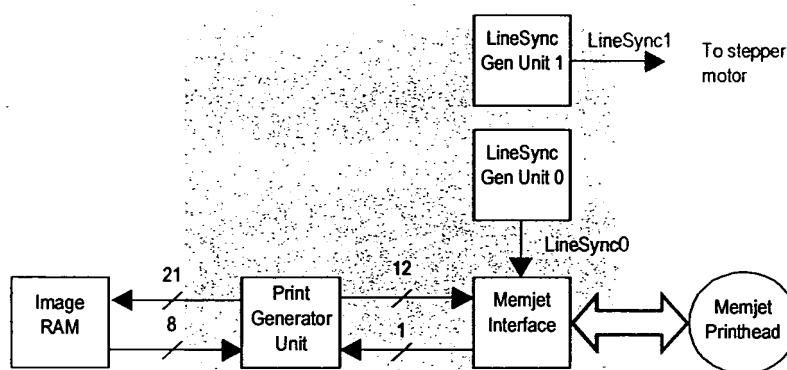 LineSync
Gen Unit 1
LineSync1
To stepper
motor
LineSync
Gen Unit 0
LineSync0
21
12
Image
RAM
Print
Generator
Unit
Memjet
Interface
Memjet
Printhead
8
1